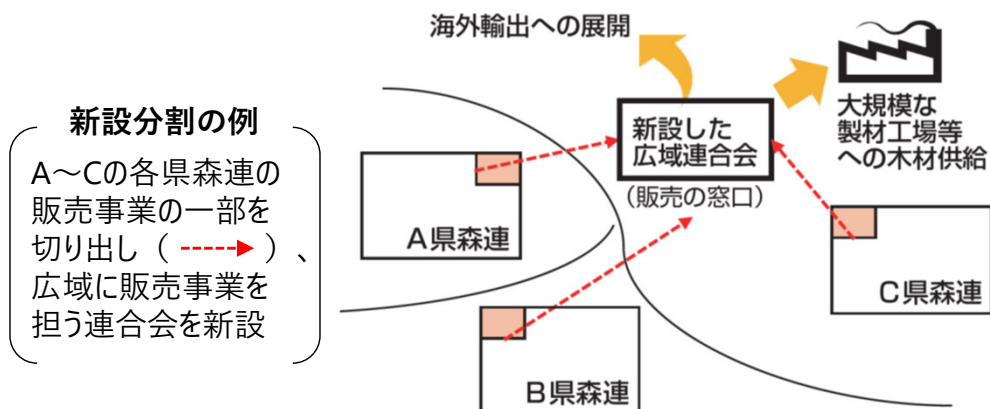 海外輸出への展開
新設分割の例
A～Cの各県森連の
販売事業の一部を
切り出し（ ）、
広域に販売事業を
担う連合会を新設
新設した
広域連合会
（販売の窓口）
大規模な
製材工場等
への木材供給
A県森連
B県森連
C県森連